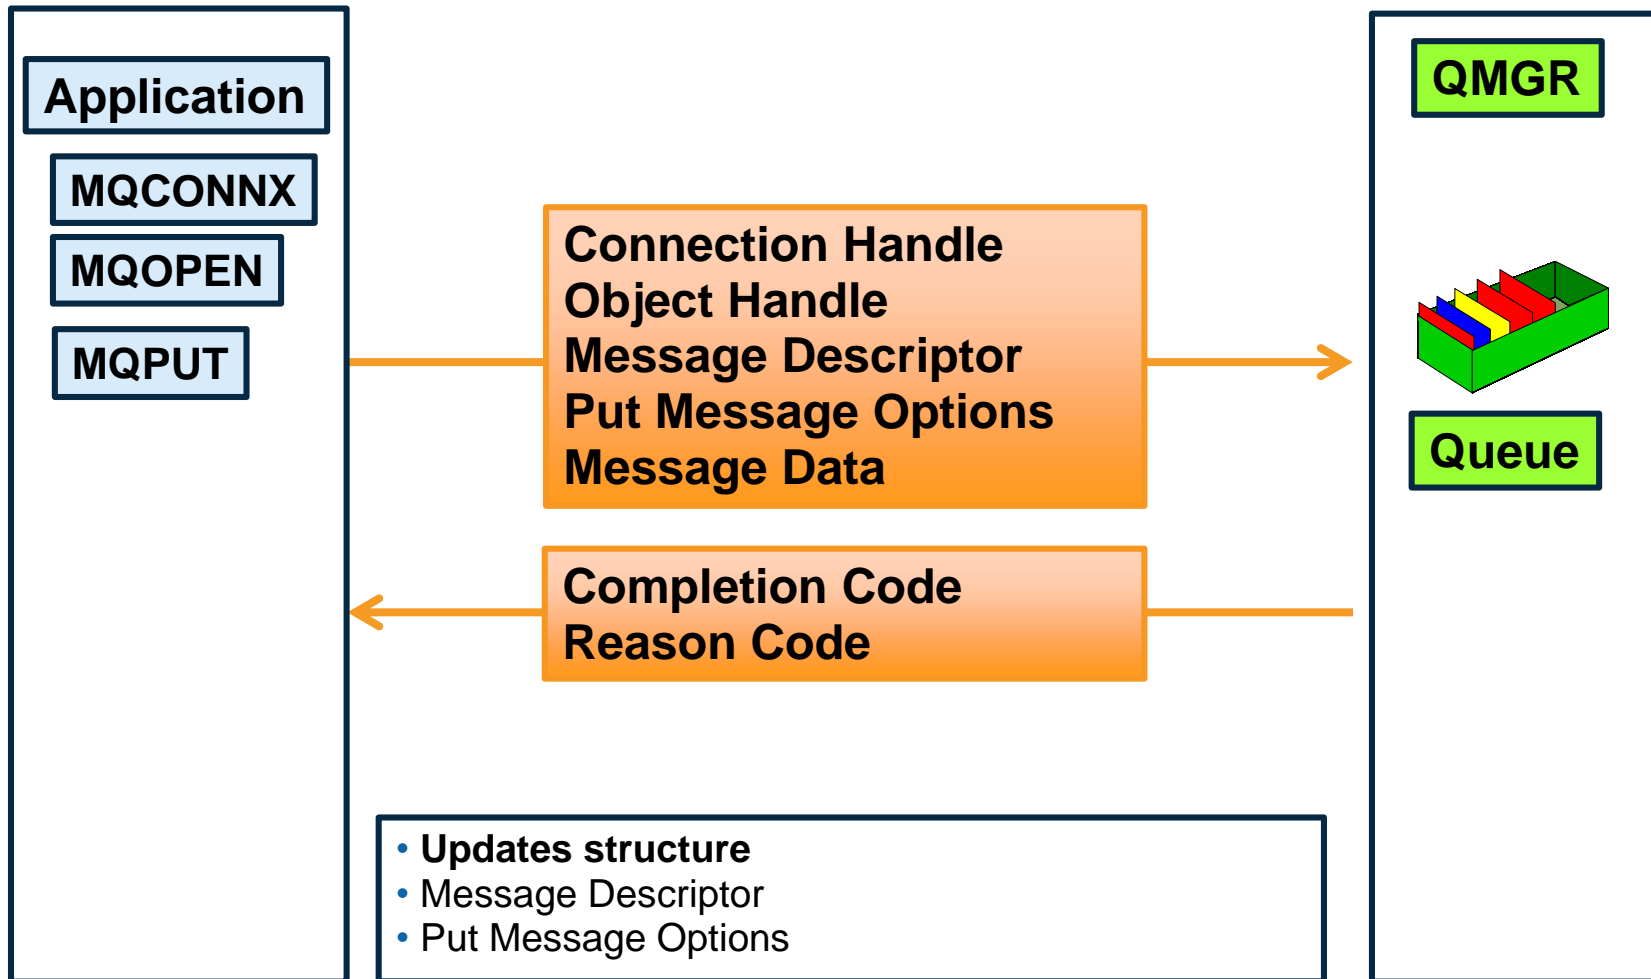 Application
MQCONNX
MQOPEN
MQPUT
Connection Handle
Object Handle
Message Descriptor
Put Message Options
Message Data
Completion Code
Reason Code
• Updates structure
• Message Descriptor
• Put Message Options
QMGR
Queue